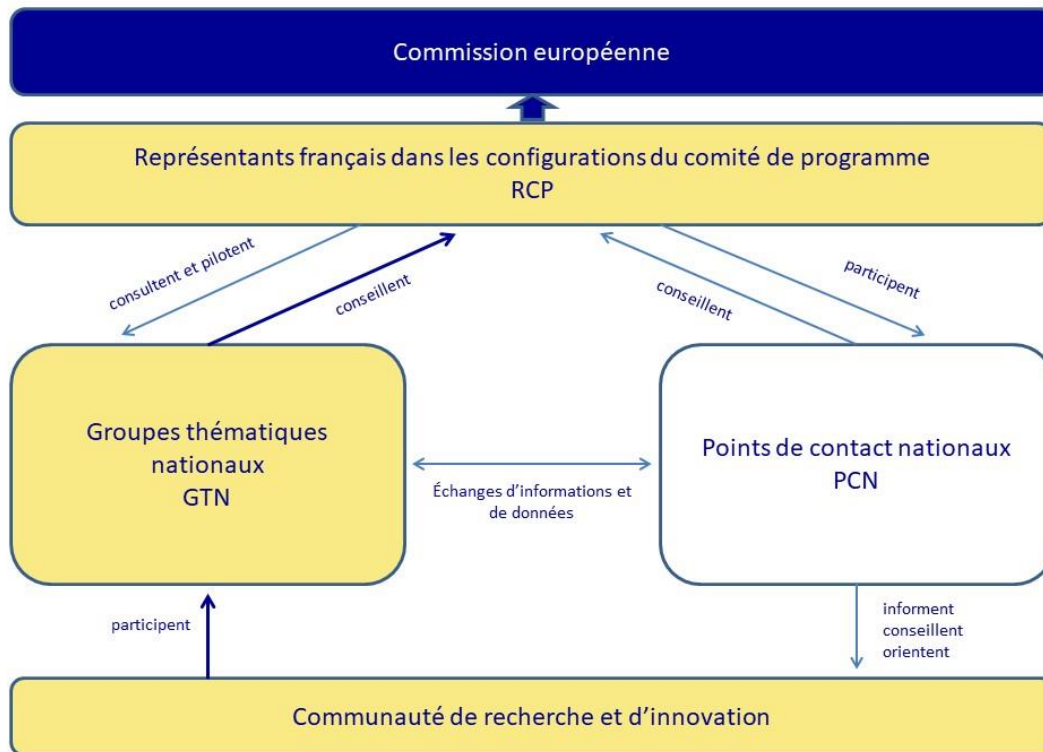 Commission européenne
Représentants français dans les configurations du comité de programme
RCP
consultent et pilotent
conseillent
conseillent
participent
Groupes thématiques
nationaux
GTN
Échanges d’informations et
de données
Points de contact nationaux
PCN
participent
informent
conseillent
orientent
Communauté de recherche et d’innovation